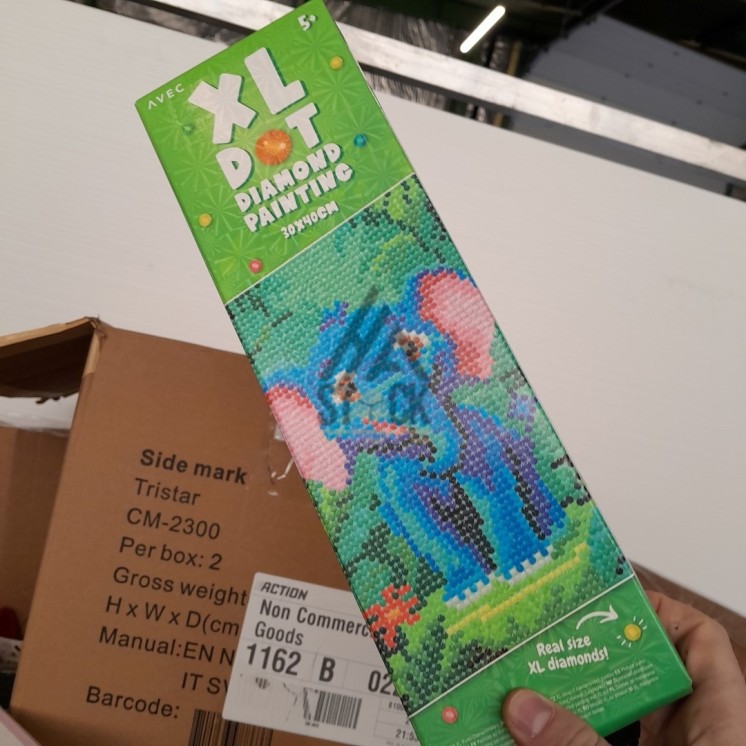 AVEC
5+
XL
DOT
DIAMOND
PAINTING
30X40CM
STOCK
Real size
XL diamonds!
Side mark
Tristar
CM-2300
Per box: 2
Gross weight
H x W x D(cm
Manual:EN N
IT SV
Barcode:
ACTION
Non Commerc
Goods
1162 B 02